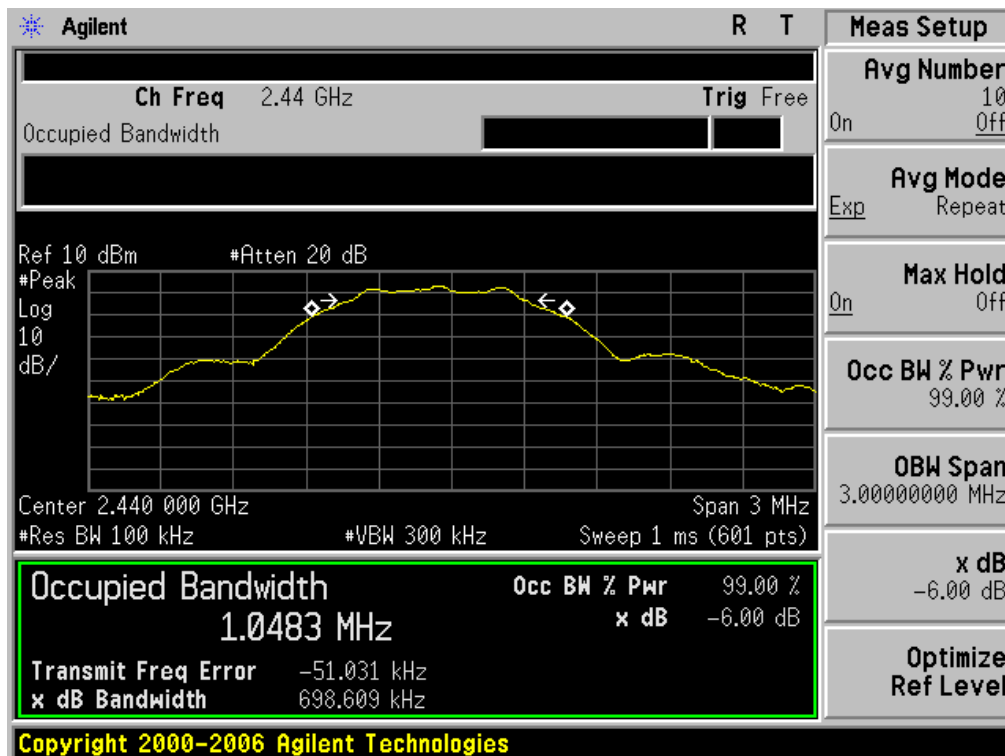 Agilent R T
Ch Freq 2.44 GHz Trig Free
Occupied Bandwidth
Ref 10 dBm #Atten 20 dB
#Peak
Log
10
dB/
Center 2.440 000 GHz Span 3 MHz
#Res BW 100 kHz #VBW 300 kHz Sweep 1 ms (601 pts)
Occupied Bandwidth Occ BW % Pwr 99.00 %
1.0483 MHz x dB -6.00 dB
Transmit Freq Error -51.031 kHz
x dB Bandwidth 698.609 kHz
Copyright 2000-2006 Agilent Technologies
Meas Setup
Avg Number
10
On Off
Avg Mode
Exp Repeat
Max Hold
On Off
Occ BW % Pwr
99.00 %
OBW Span
3.00000000 MHz
x dB
-6.00 dB
Optimize
Ref Level